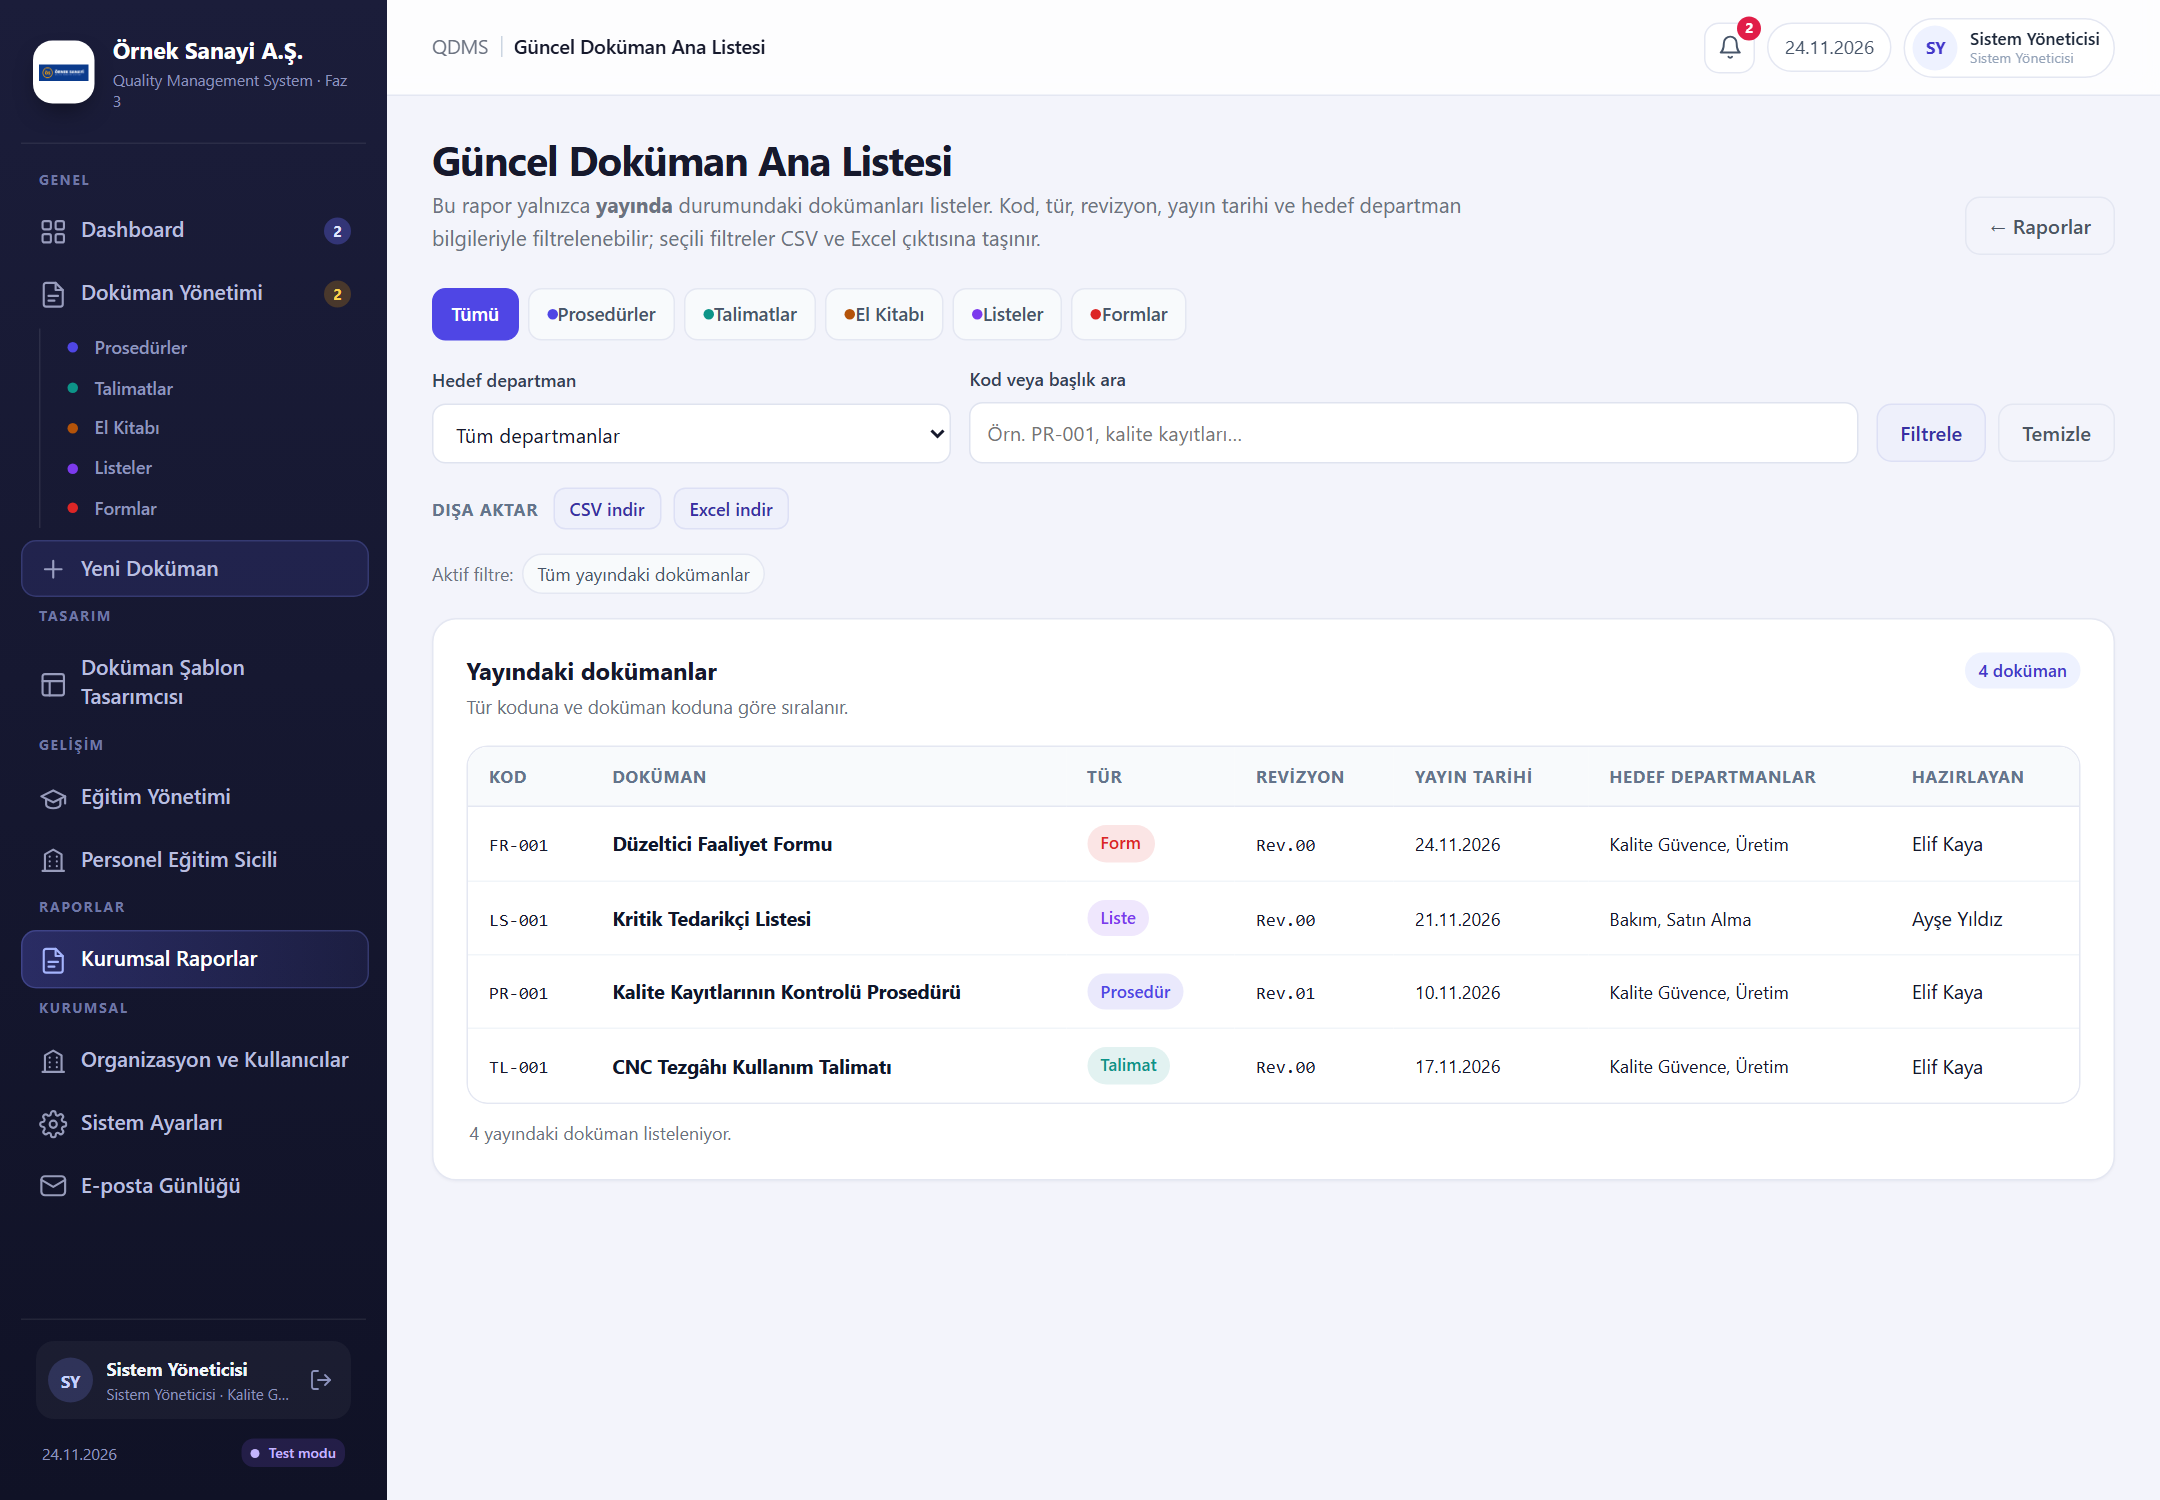 Örnek Sanayi A.Ş.
Quality Management System · Faz
3
GENEL
Dashboard 2
Doküman Yönetimi 2
Prosedürler
Talimatlar
El Kitabı
Listeler
Formlar
Yeni Doküman
TASARIM
Doküman Şablon
Tasarımcısı
GELİŞİM
Eğitim Yönetimi
Personel Eğitim Sicili
RAPORLAR
Kurumsal Raporlar
KURUMSAL
Organizasyon ve Kullanıcılar
Sistem Ayarları
E-posta Günlüğü
SY Sistem Yöneticisi
Sistem Yöneticisi · Kalite G...
24.11.2026 Test modu
QDMS Güncel Doküman Ana Listesi
2 24.11.2026 SY Sistem Yöneticisi
Sistem Yöneticisi
Güncel Doküman Ana Listesi
Bu rapor yalnızca yayında durumundaki dokümanları listeler. Kod, tür, revizyon, yayın tarihi ve hedef departman
bilgileriyle filtrelenebilir; seçili filtreler CSV ve Excel çıktısına taşınır.
← Raporlar
Tümü Prosedürler Talimatlar El Kitabı Listeler Formlar
Hedef departman Kod veya başlık ara
Tüm departmanlar Örn. PR-001, kalite kayıtları... Filtrele Temizle
DIŞA AKTAR CSV indir Excel indir
Aktif filtre: Tüm yayındaki dokümanlar
Yayındaki dokümanlar 4 doküman
Tür koduna ve doküman koduna göre sıralanır.
KOD DOKÜMAN TÜR REVİZYON YAYIN TARİHİ HEDEF DEPARTMANLAR HAZIRLAYAN
FR-001 Düzeltici Faaliyet Formu Form Rev.00 24.11.2026 Kalite Güvence, Üretim Elif Kaya
LS-001 Kritik Tedarikçi Listesi Liste Rev.00 21.11.2026 Bakım, Satın Alma Ayşe Yıldız
PR-001 Kalite Kayıtlarının Kontrolü Prosedürü Prosedür Rev.01 10.11.2026 Kalite Güvence, Üretim Elif Kaya
TL-001 CNC Tezgâhı Kullanım Talimatı Talimat Rev.00 17.11.2026 Kalite Güvence, Üretim Elif Kaya
4 yayındaki doküman listeleniyor.